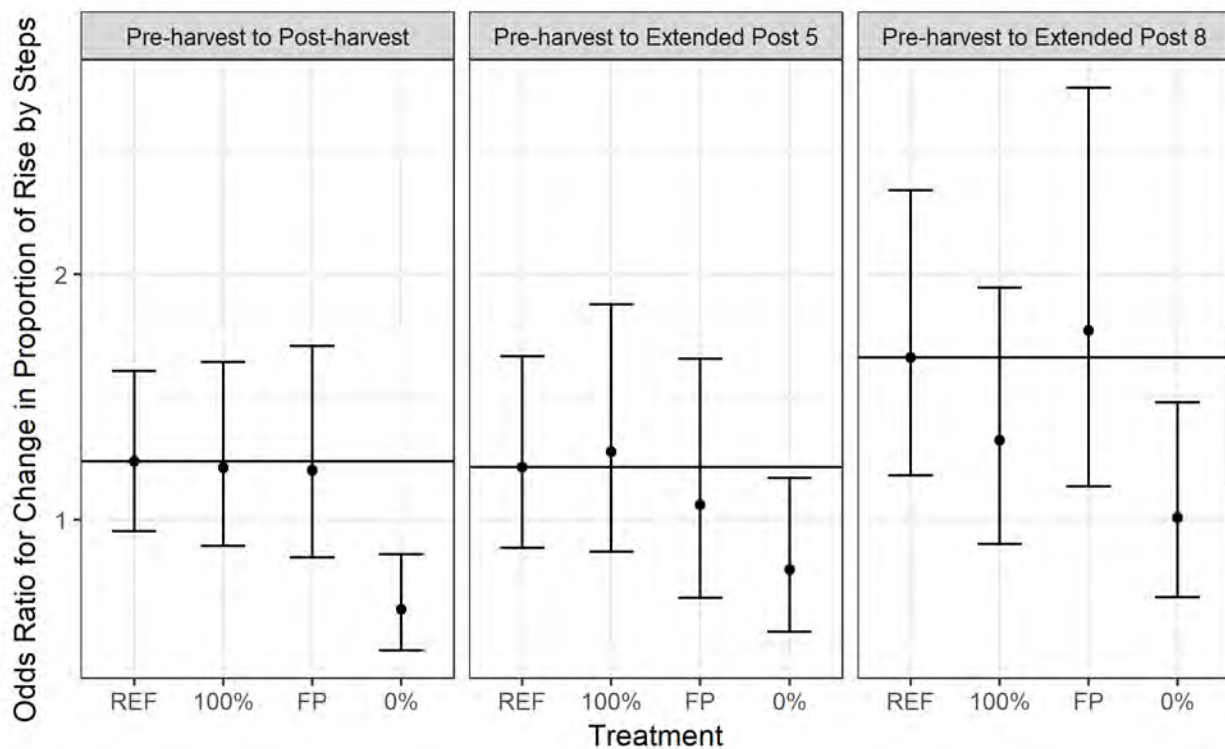 Pre-harvest to Post-harvest
Pre-harvest to Extended Post 5
Pre-harvest to Extended Post 8
Odds Ratio for Change in Proportion of Rise by Steps
2
1
REF 100% FP 0%
REF 100% FP 0%
REF 100% FP 0%
Treatment